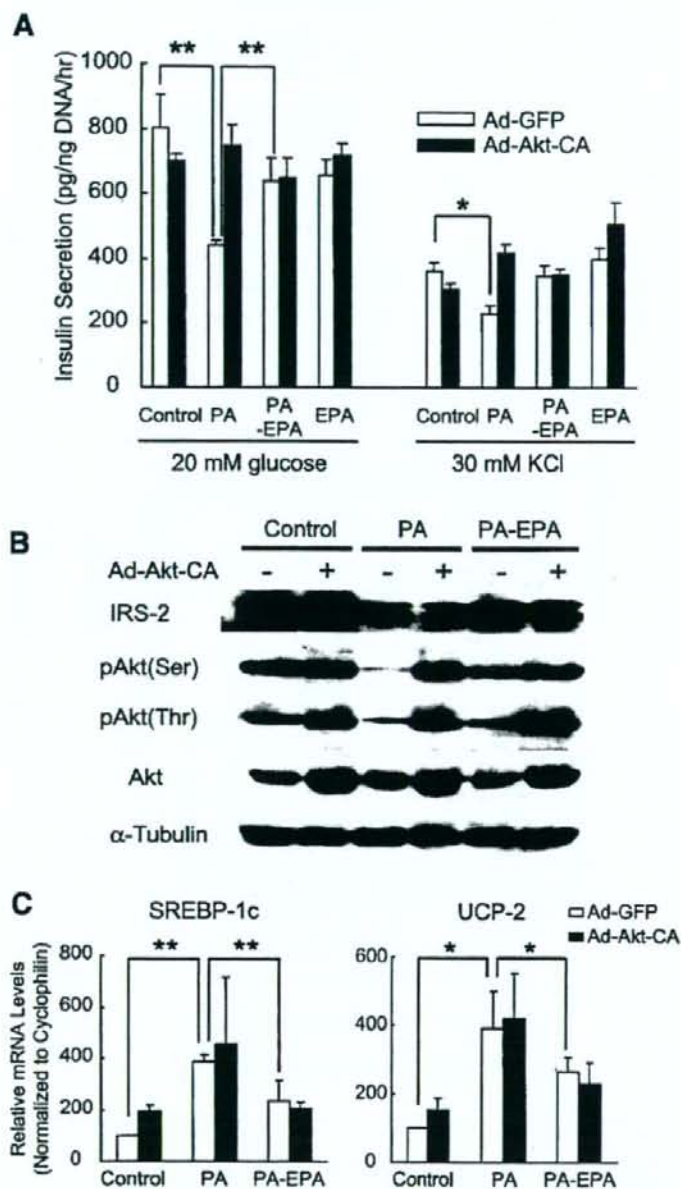 A
Insulin Secretion (pg/ng DNA/hr)
1000
800
600
400
200
0
** **
*
Ad-GFP
Ad-Akt-CA
Control PA PA-EPA EPA
Control PA PA-EPA EPA
20 mM glucose
30 mM KCl
B
Control PA PA-EPA
Ad-Akt-CA - + - + - +
IRS-2
pAkt(Ser)
pAkt(Thr)
Akt
α-Tubulin
C
SREBP-1c
Relative mRNA Levels
(Normalized to Cyclophilin)
800
600
400
200
0
** **
Control PA PA-EPA
UCP-2
Ad-GFP
Ad-Akt-CA
600
400
200
0
* *
Control PA PA-EPA